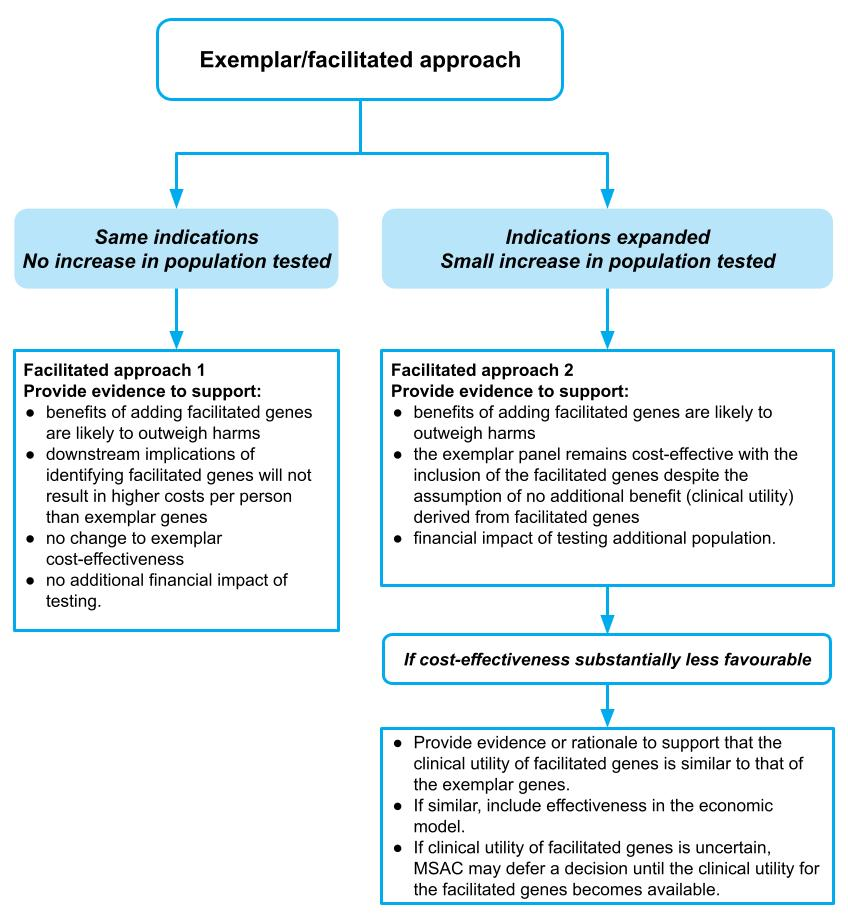 Exemplar/facilitated approach
Same indications
No increase in population tested
Indications expanded
Small increase in population tested
Facilitated approach 1
Provide evidence to support:
● benefits of adding facilitated genes
are likely to outweigh harms
● downstream implications of
identifying facilitated genes will not
result in higher costs per person
than exemplar genes
● no change to exemplar
cost-effectiveness
● no additional financial impact of
testing.
Facilitated approach 2
Provide evidence to support:
● benefits of adding facilitated genes are likely to
outweigh harms
● the exemplar panel remains cost-effective with the
inclusion of the facilitated genes despite the
assumption of no additional benefit (clinical utility)
derived from facilitated genes
● financial impact of testing additional population.
If cost-effectiveness substantially less favourable
● Provide evidence or rationale to support that the
clinical utility of facilitated genes is similar to that of
the exemplar genes.
● If similar, include effectiveness in the economic
model.
● If clinical utility of facilitated genes is uncertain,
MSAC may defer a decision until the clinical utility for
the facilitated genes becomes available.